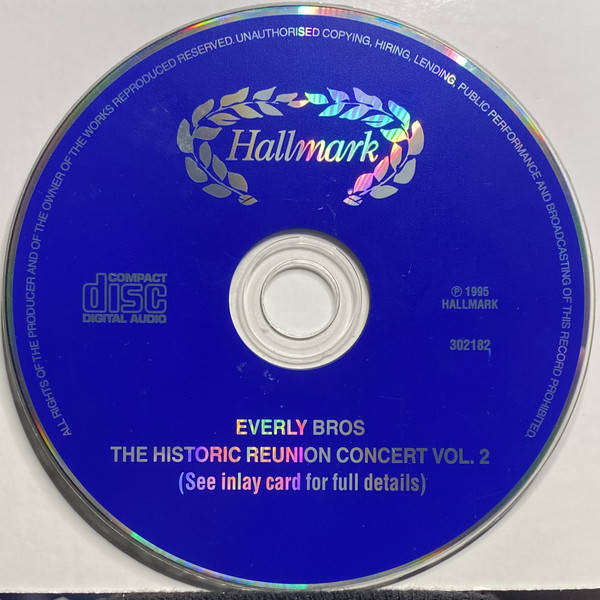 ALL RIGHTS OF THE PRODUCER AND OF THE OWNER OF THE WORKS REPRODUCED RESERVED. UNAUTHORISED COPYING, HIRING, LENDING, PUBLIC PERFORMANCE AND BROADCASTING OF THIS RECORD PROHIBITED.
Hallmark
COMPACT
disc
DIGITAL AUDIO
℗ 1995
HALLMARK
302182
EVERLY BROS
THE HISTORIC REUNION CONCERT VOL. 2
(See inlay card for full details)